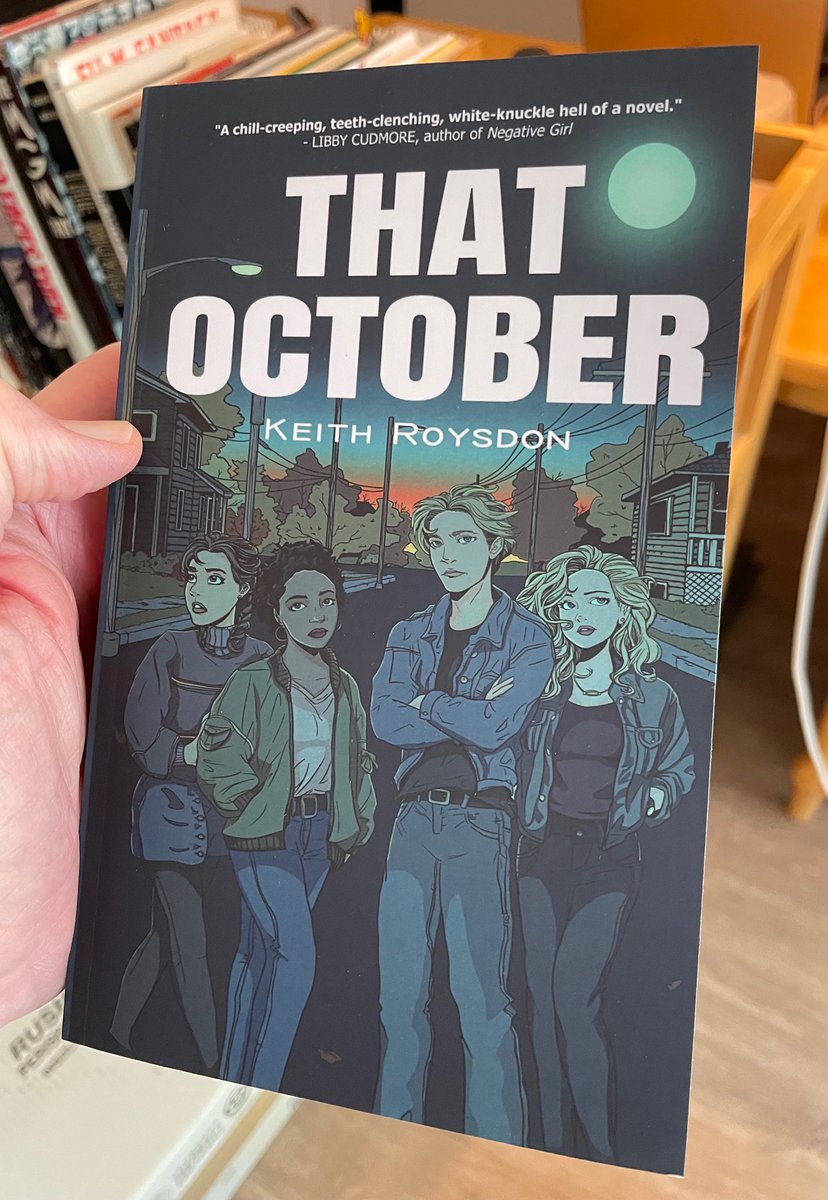 "A chill-creeping, teeth-clenching, white-knuckle hell of a novel."
- LIBBY CUDMORE, author of Negative Girl
THAT
OCTOBER
KEITH ROYSDON